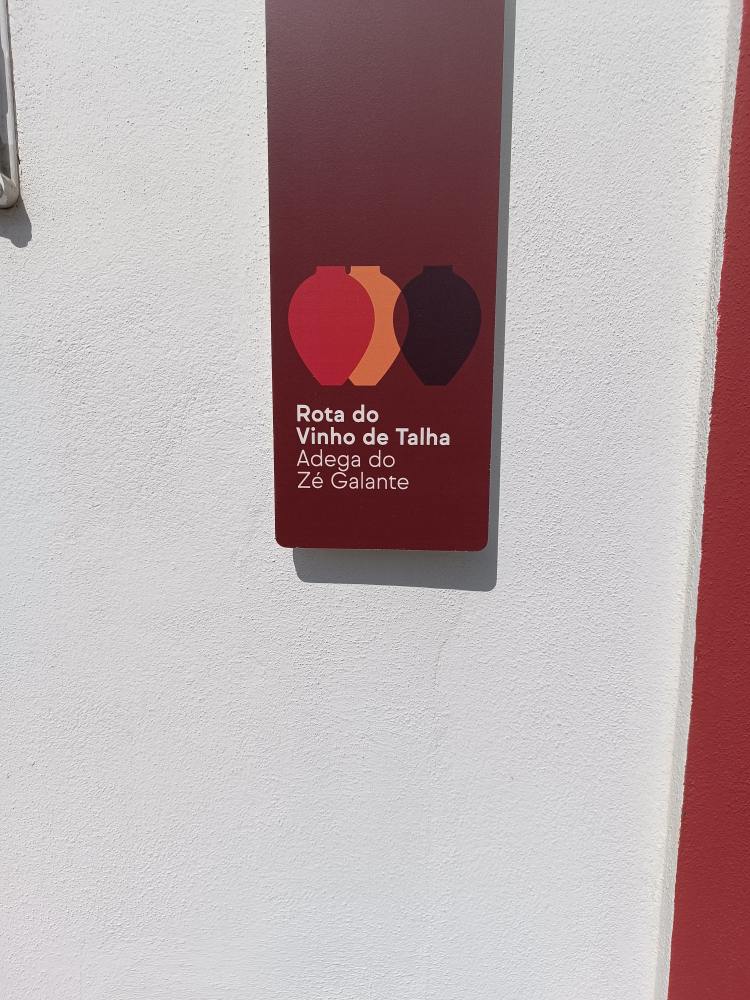 Rota do
Vinho de Talha
Adega do
Zé Galante